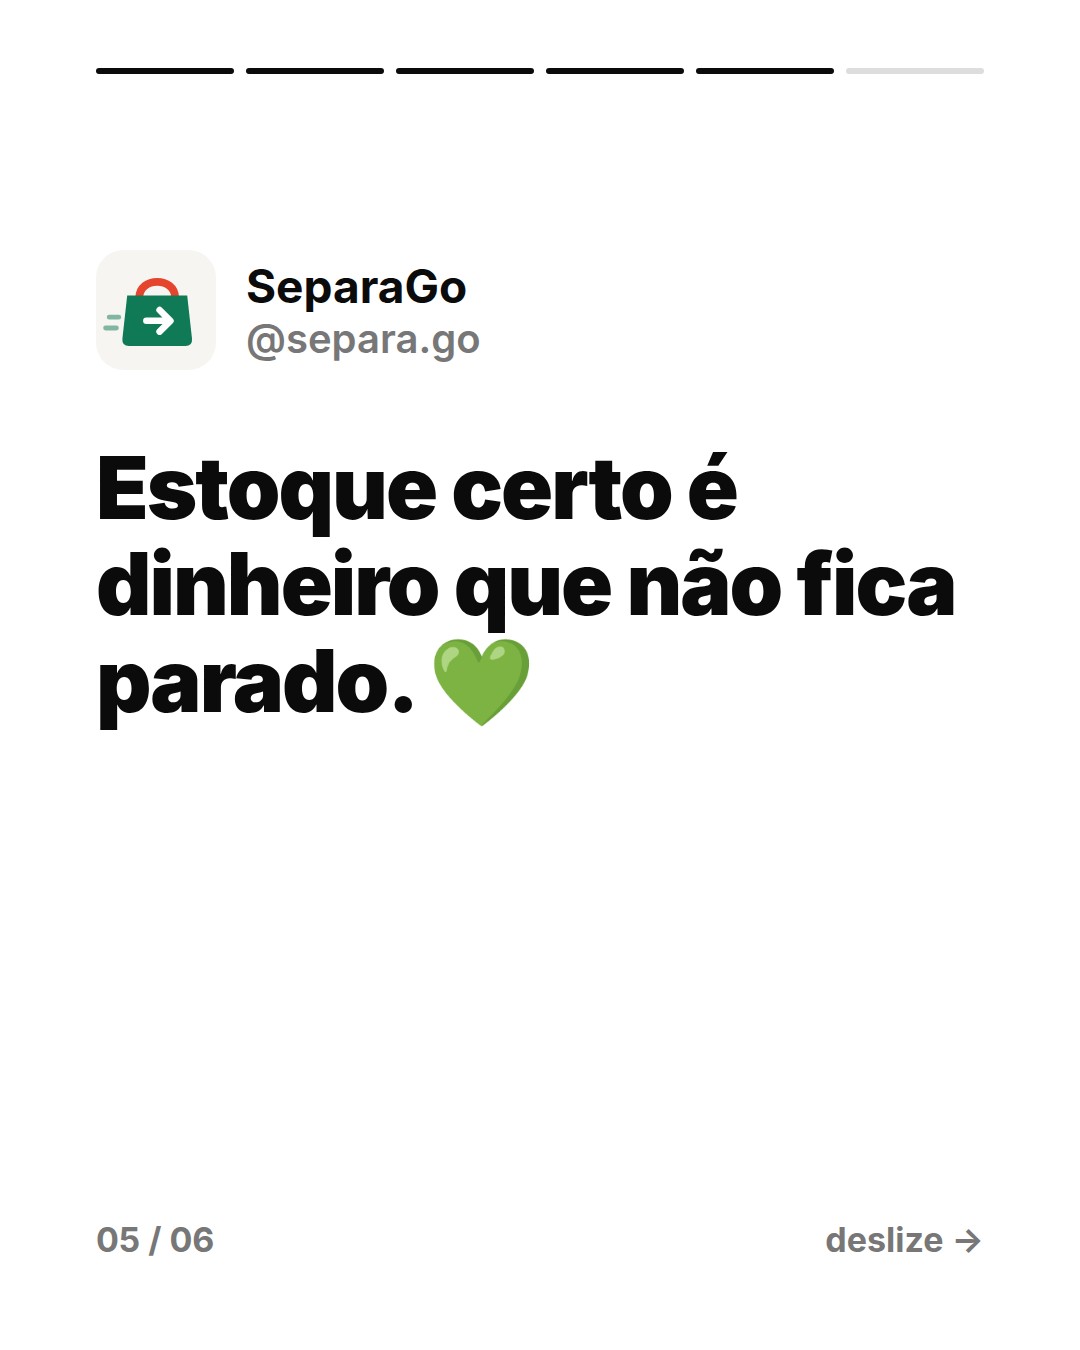 SeparaGo
@separa.go
Estoque certo é
dinheiro que não fica
parado. 💚
05 / 06
deslize →